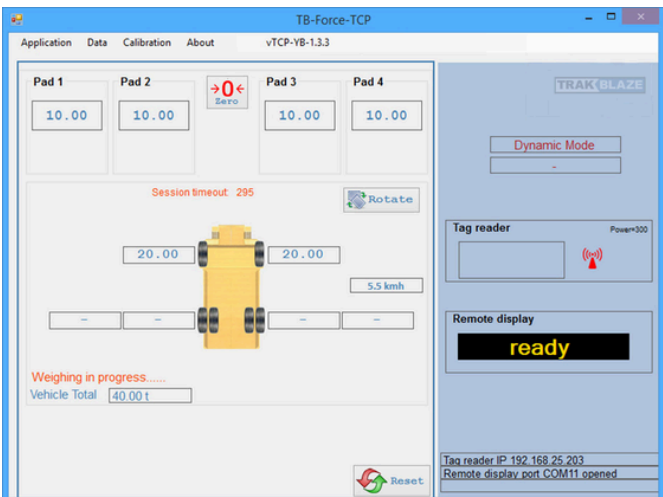 TB-Force-TCP
Application Data Calibration About vTCP-YB-1.3.3
Pad 1 Pad 2 →0← Pad 3 Pad 4
Zero
10.00 10.00 10.00 10.00
TRAKBLAZE
Dynamic Mode
-
Session timeout: 295
Rotate
Tag reader Power=300
20.00 20.00
5.5 kmh
- - - -
Remote display
ready
Weighing in progress......
Vehicle Total 40.00 t
Tag reader IP 192.168.25.203
Remote display port COM11 opened
Reset